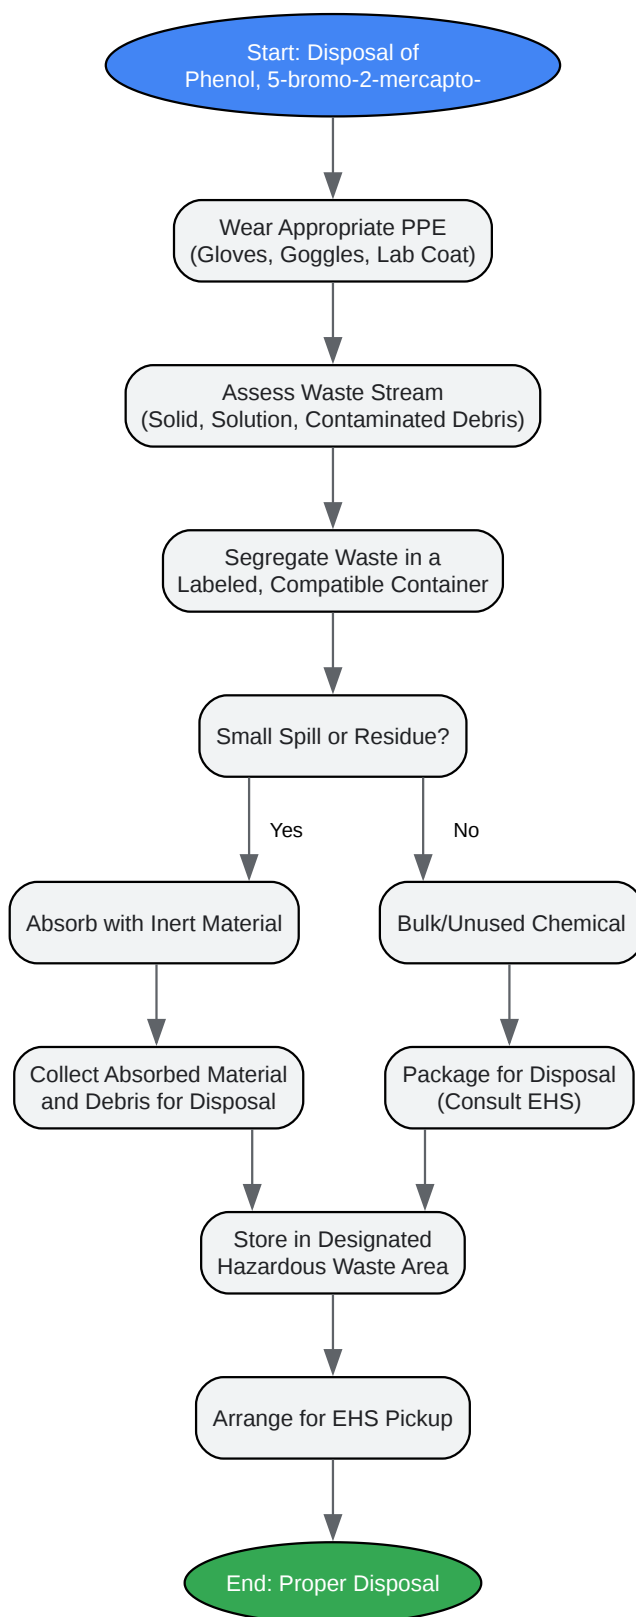 Start: Disposal of
Phenol, 5-bromo-2-mercapto-
Wear Appropriate PPE
(Gloves, Goggles, Lab Coat)
Assess Waste Stream
(Solid, Solution, Contaminated Debris)
Segregate Waste in a
Labeled, Compatible Container
Small Spill or Residue?
Yes
No
Absorb with Inert Material
Bulk/Unused Chemical
Collect Absorbed Material
and Debris for Disposal
Package for Disposal
(Consult EHS)
Store in Designated
Hazardous Waste Area
Arrange for EHS Pickup
End: Proper Disposal